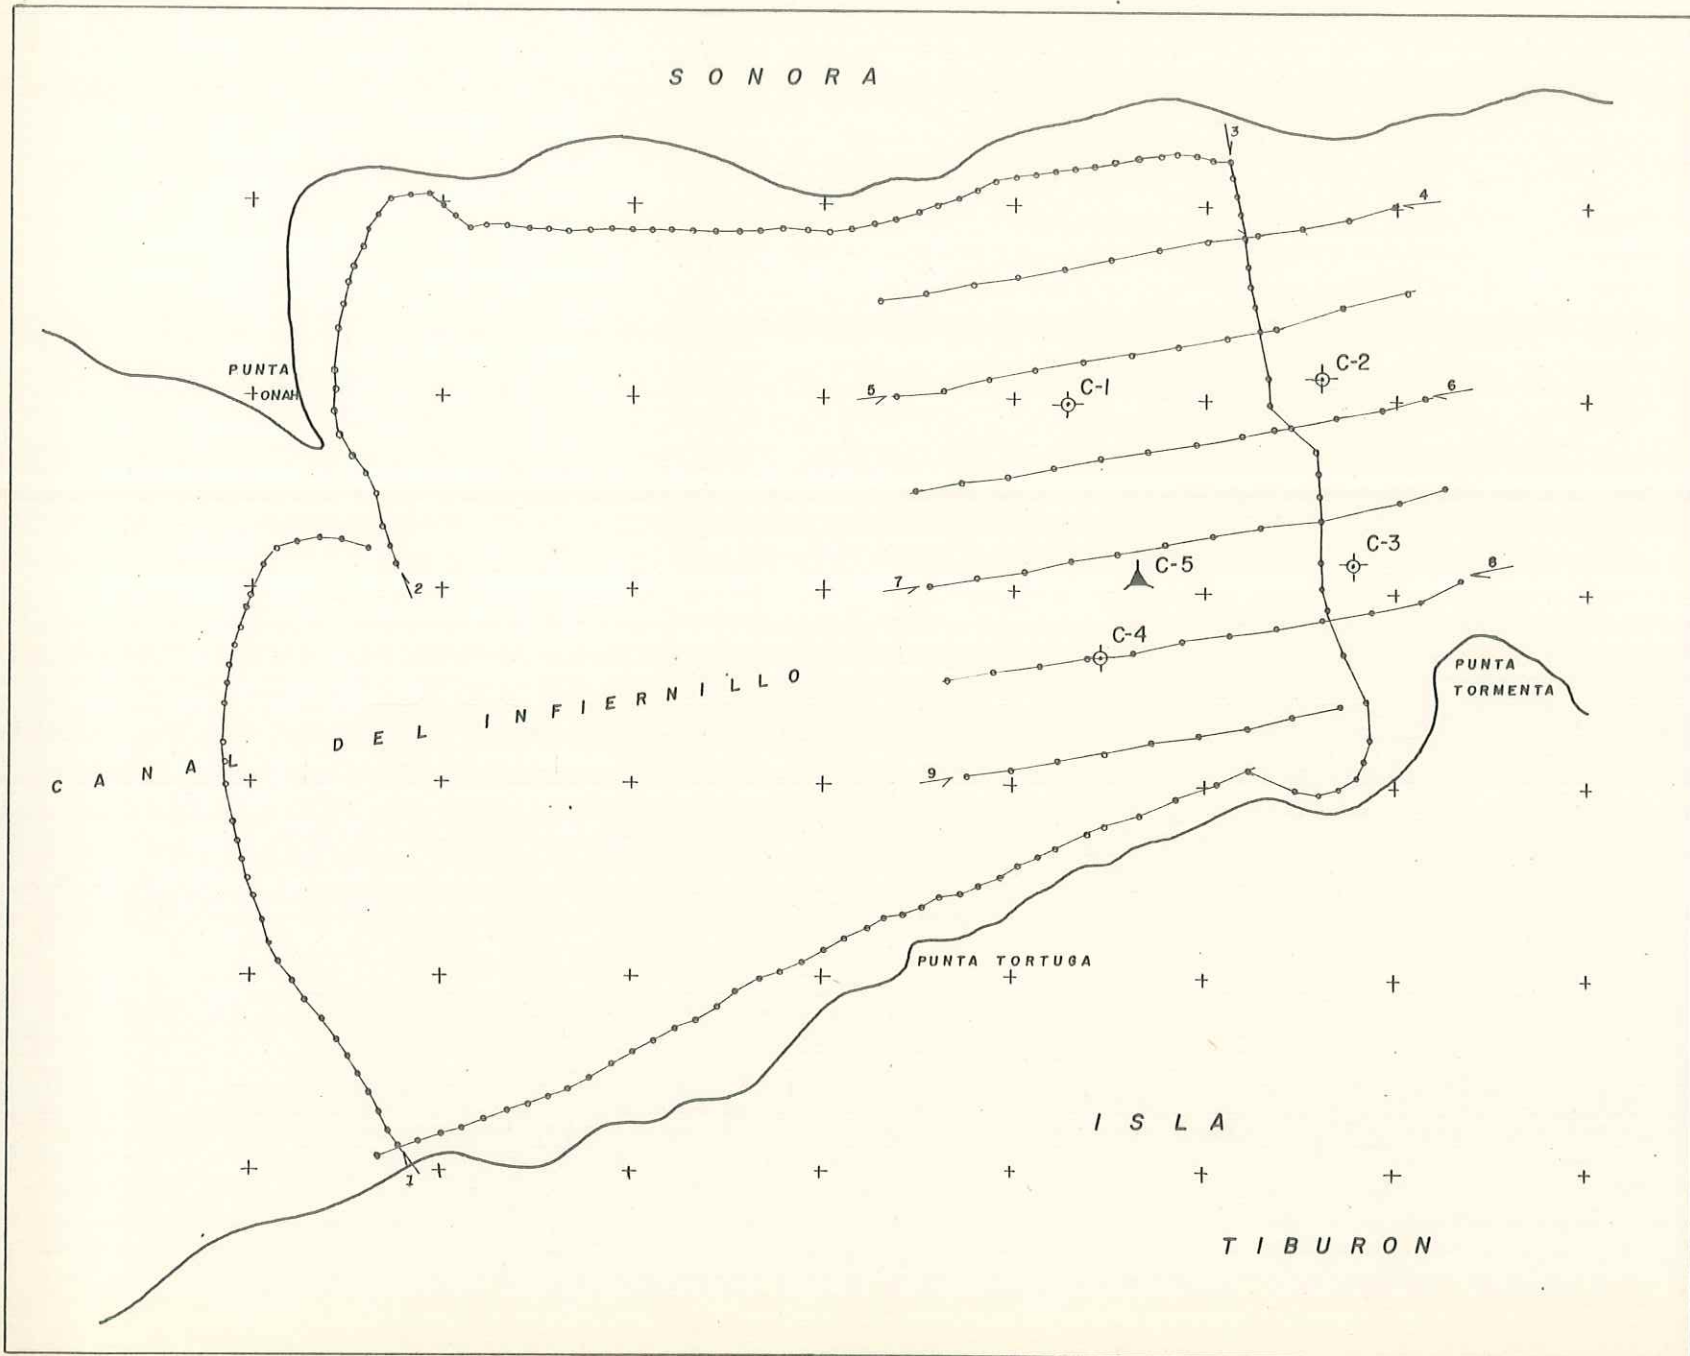 SONORA
3
4
PUNTA
ONAH
5
C-1
C-2
6
2
7
C-5
C-3
8
C-4
PUNTA
TORMENTA
CANAL DEL INFIERNILLO
9
PUNTA TORTUGA
ISLA
1
TIBURON